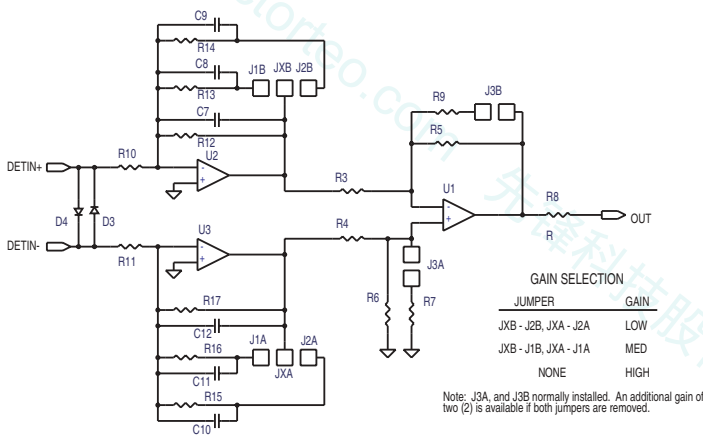 C9
R14
C8
J1B
JXB
J2B
R13
C7
R12
R9
J3B
R5
DETIN+
R10
U2
R3
U1
R8
OUT
D4
D3
R4
R
DETIN-
R11
U3
J3A
R6
R7
R17
C12
J1A
J2A
R16
JXA
C11
R15
C10
GAIN SELECTION
JUMPER GAIN
JXB - J2B, JXA - J2A LOW
JXB - J1B, JXA - J1A MED
NONE HIGH
Note: J3A, and J3B normally installed. An additional gain of
two (2) is available if both jumpers are removed.